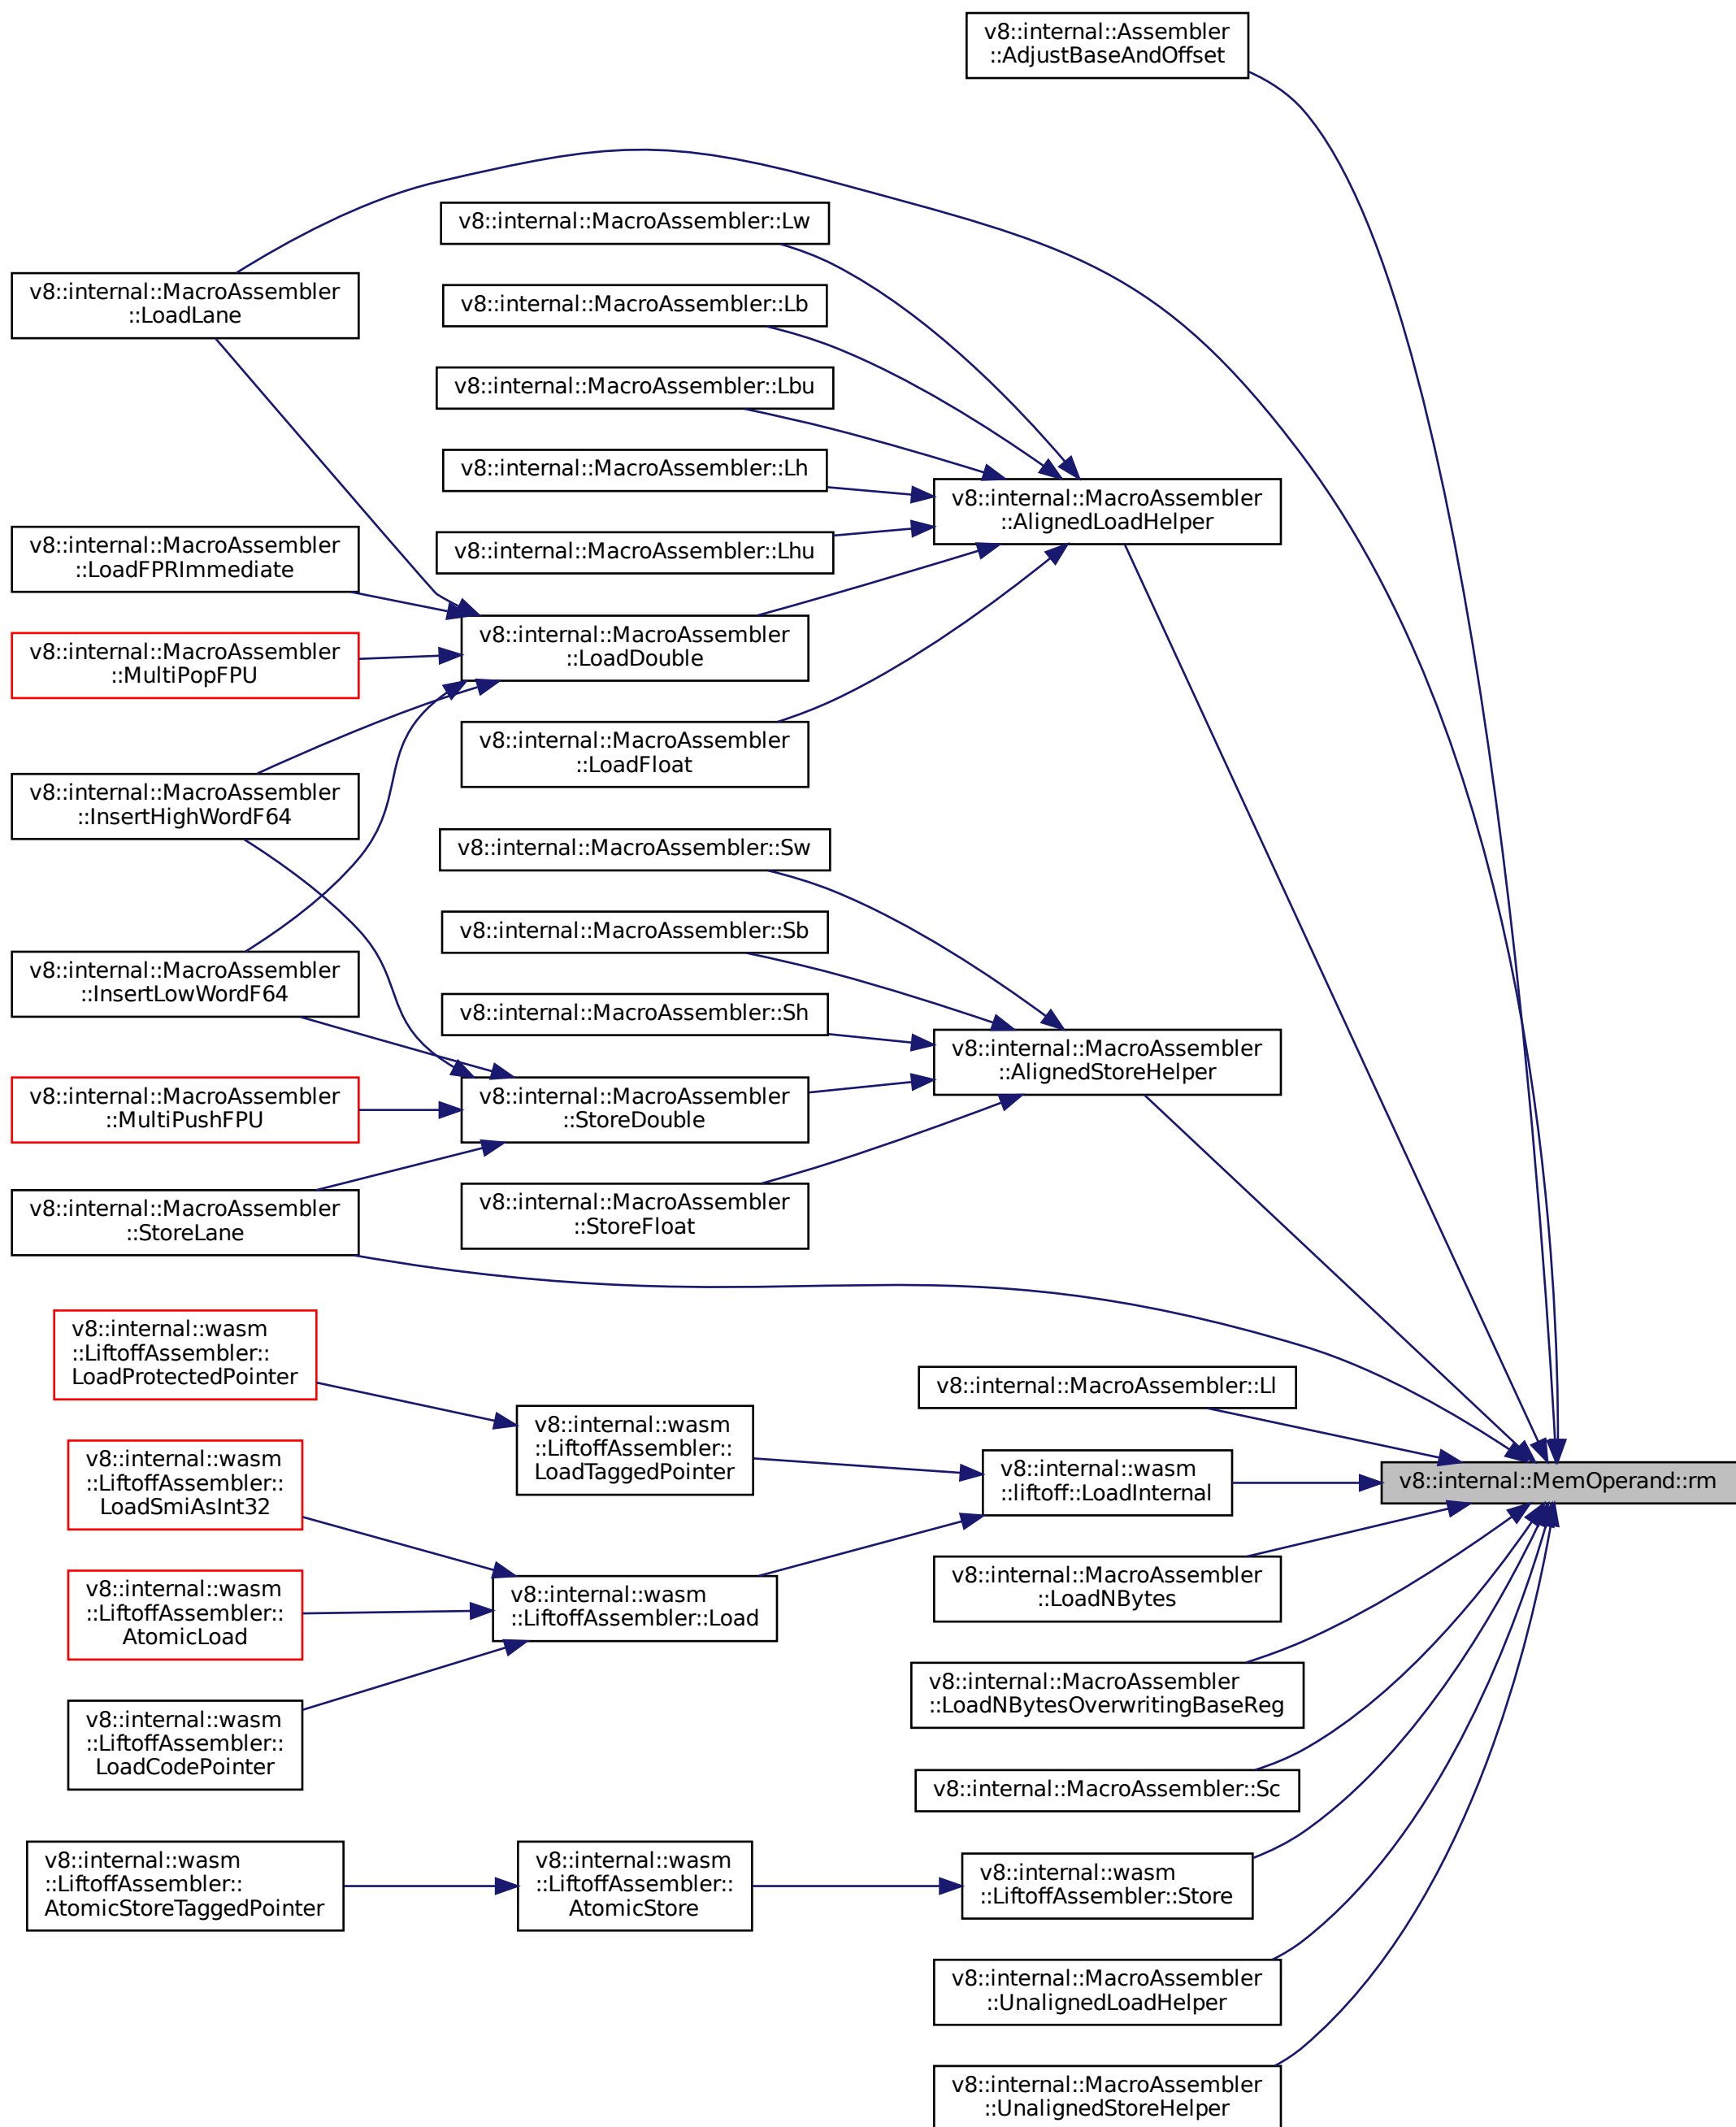 v8::internal::Assembler
::AdjustBaseAndOffset
v8::internal::MacroAssembler::Lw
v8::internal::MacroAssembler
::LoadLane
v8::internal::MacroAssembler::Lb
v8::internal::MacroAssembler::Lbu
v8::internal::MacroAssembler::Lh
v8::internal::MacroAssembler
::AlignedLoadHelper
v8::internal::MacroAssembler
::LoadFPRImmediate
v8::internal::MacroAssembler::Lhu
v8::internal::MacroAssembler
::MultiPopFPU
v8::internal::MacroAssembler
::LoadDouble
v8::internal::MacroAssembler
::LoadFloat
v8::internal::MacroAssembler
::InsertHighWordF64
v8::internal::MacroAssembler::Sw
v8::internal::MacroAssembler::Sb
v8::internal::MacroAssembler
::InsertLowWordF64
v8::internal::MacroAssembler::Sh
v8::internal::MacroAssembler
::AlignedStoreHelper
v8::internal::MacroAssembler
::MultiPushFPU
v8::internal::MacroAssembler
::StoreDouble
v8::internal::MacroAssembler
::StoreLane
v8::internal::MacroAssembler
::StoreFloat
v8::internal::wasm
::LiftoffAssembler::
LoadProtectedPointer
v8::internal::MacroAssembler::Ll
v8::internal::wasm
::LiftoffAssembler::
LoadTaggedPointer
v8::internal::wasm
::LiftoffAssembler::
LoadSmiAsInt32
v8::internal::wasm
::liftoff::LoadInternal
v8::internal::MemOperand::rm
v8::internal::wasm
::LiftoffAssembler::
AtomicLoad
v8::internal::wasm
::LiftoffAssembler::Load
v8::internal::MacroAssembler
::LoadNBytes
v8::internal::MacroAssembler
::LoadNBytesOverwritingBaseReg
v8::internal::wasm
::LiftoffAssembler::
LoadCodePointer
v8::internal::MacroAssembler::Sc
v8::internal::wasm
::LiftoffAssembler::
AtomicStoreTaggedPointer
v8::internal::wasm
::LiftoffAssembler::
AtomicStore
v8::internal::wasm
::LiftoffAssembler::Store
v8::internal::MacroAssembler
::UnalignedLoadHelper
v8::internal::MacroAssembler
::UnalignedStoreHelper